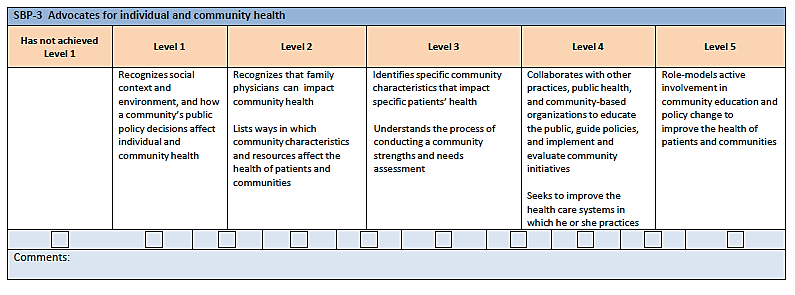 SBP-3 Advocates for individual and community health
Has not achieved
Level 1
Level 1
Level 2
Level 3
Level 4
Level 5
Recognizes social
context and
environment, and how
a community's public
policy decisions affect
individual and
community health
Recognizes that family
physicians can impact
community health
Lists ways in which
community characteristics
and resources affect the
health of patients and
communities
Identifies specific community
characteristics that impact
specific patients' health
Understands the process of
conducting a community
strengths and needs
assessment
Collaborates with other
practices, public health,
and community-based
organizations to educate
the public, guide policies,
and implement and
evaluate community
initiatives
Seeks to improve the
health care systems in
which he or she practices
Role-models active
involvement in
community education and
policy change to
improve the health of
patients and communities
Comments: